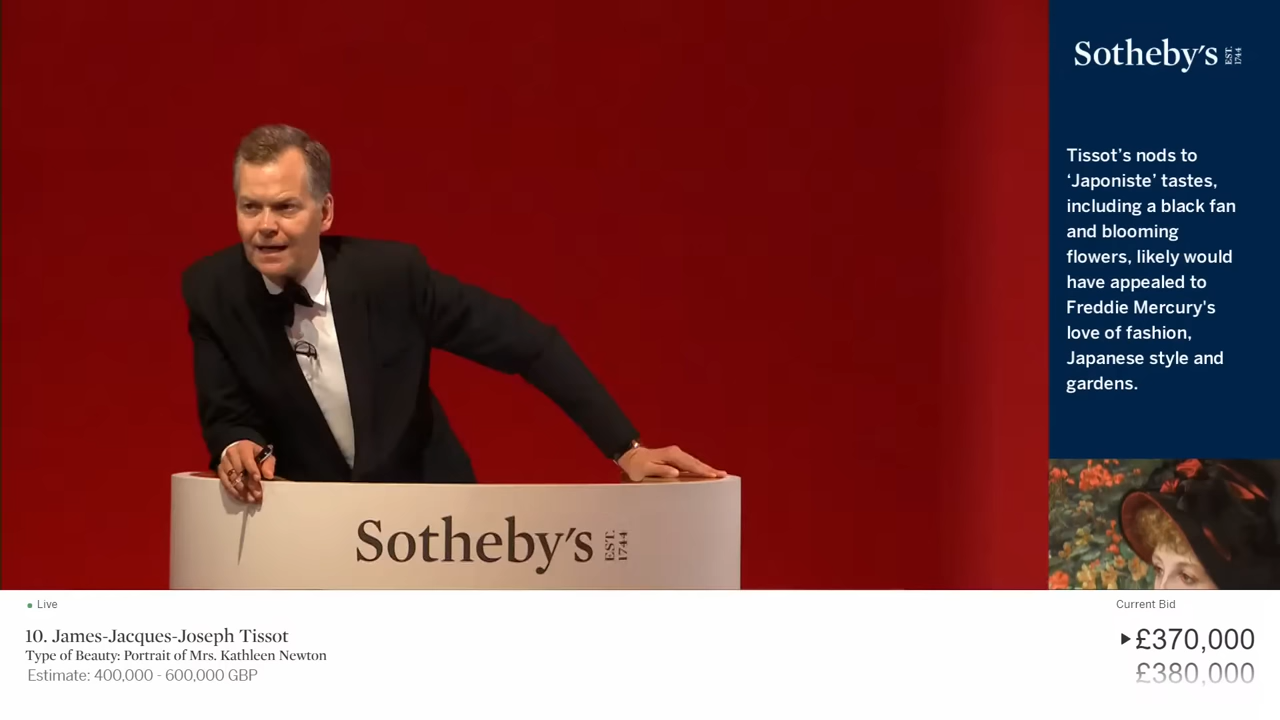 Sotheby's EST. 1744
Tissot's nods to
‘Japoniste’ tastes,
including a black fan
and blooming
flowers, likely would
have appealed to
Freddie Mercury's
love of fashion,
Japanese style and
gardens.
Sotheby's EST. 1744
Live
10. James-Jacques-Joseph Tissot
Type of Beauty: Portrait of Mrs. Kathleen Newton
Estimate: 400,000 - 600,000 GBP
Current Bid
£370,000
£380,000